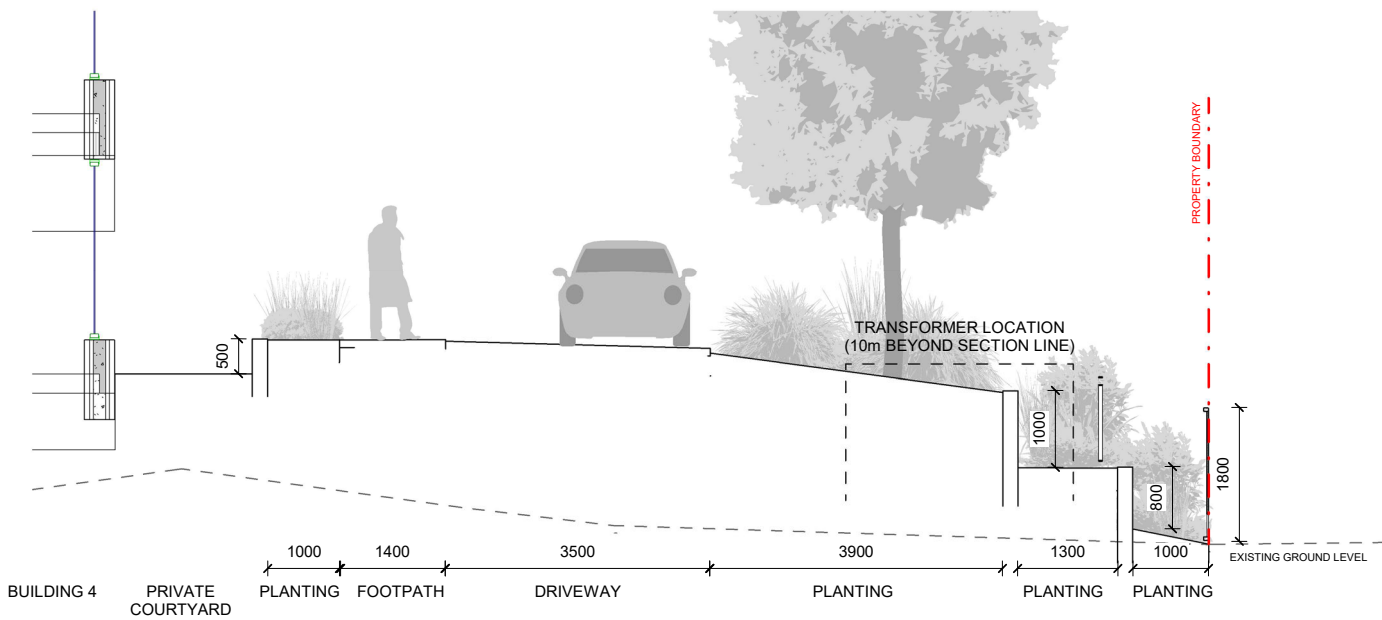 PROPERTY BOUNDARY
TRANSFORMER LOCATION
(10m BEYOND SECTION LINE)
500
1000
800
1800
EXISTING GROUND LEVEL
1000
1400
3500
3900
1300
1000
BUILDING 4
PRIVATE
COURTYARD
PLANTING
FOOTPATH
DRIVEWAY
PLANTING
PLANTING
PLANTING